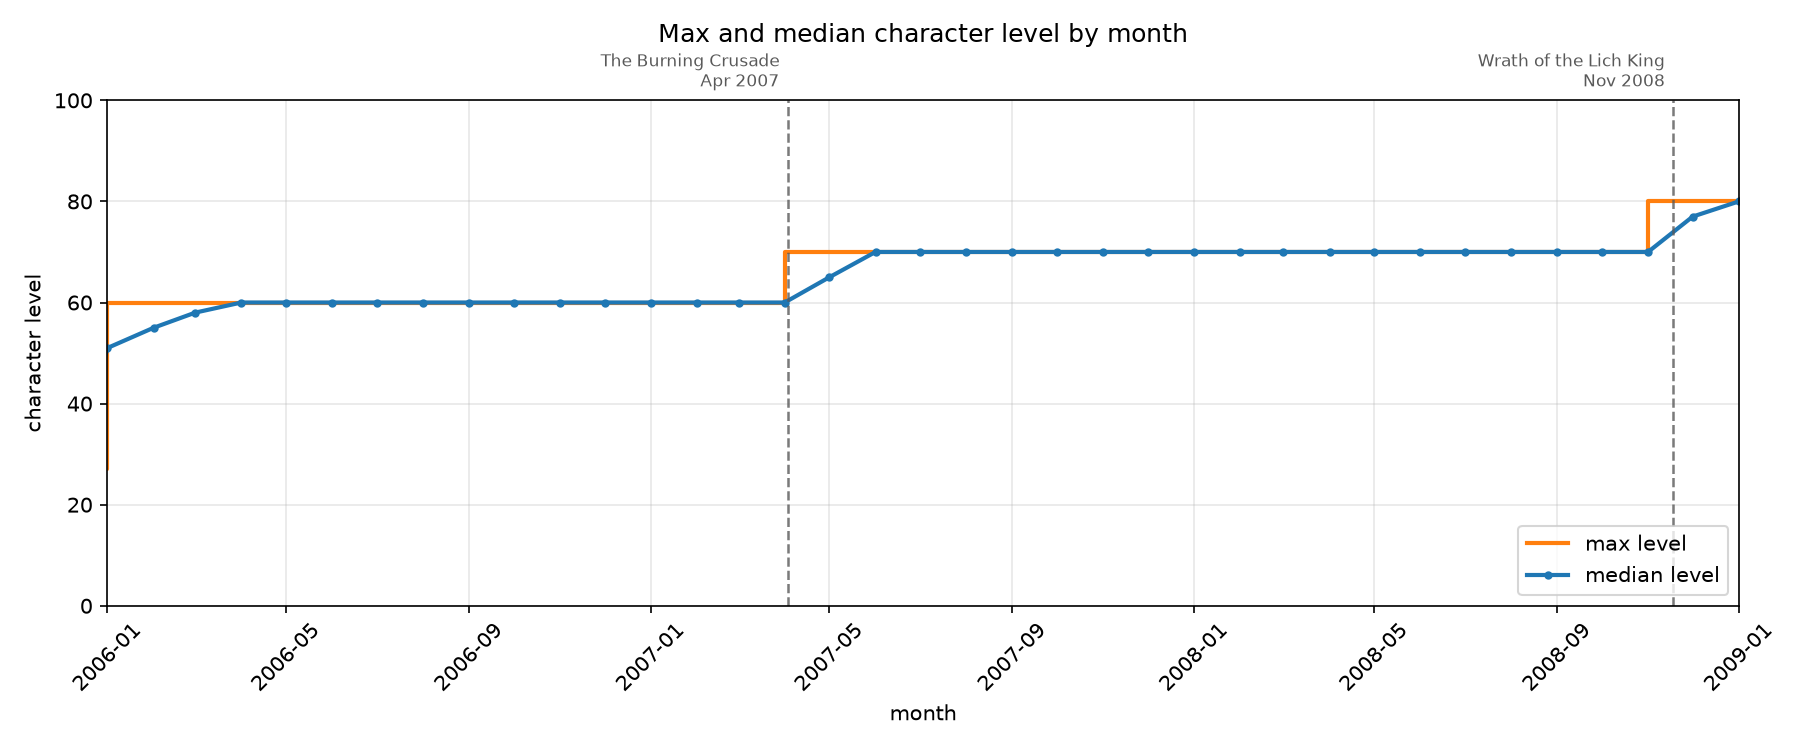 Max and median character level by month
The Burning Crusade
Apr 2007
Wrath of the Lich King
Nov 2008
character level
100
80
60
40
20
0
max level
median level
2006-01
2006-05
2006-09
2007-01
2007-05
2007-09
2008-01
2008-05
2008-09
2009-01
month